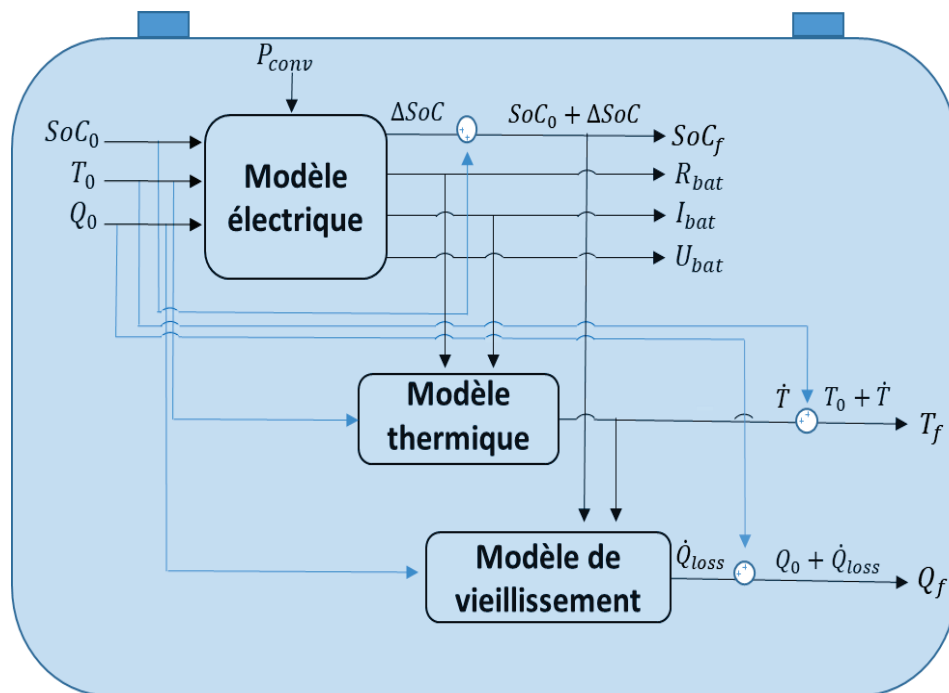 P_conv
SoC_0
ΔSoC
SoC_0 + ΔSoC
SoC_f
T_0
Modèle
électrique
R_bat
Q_0
I_bat
U_bat
Modèle
thermique
Ṫ
T_0 + Ṫ
T_f
Modèle de
vieillissement
Q̇_loss
Q_0 + Q̇_loss
Q_f